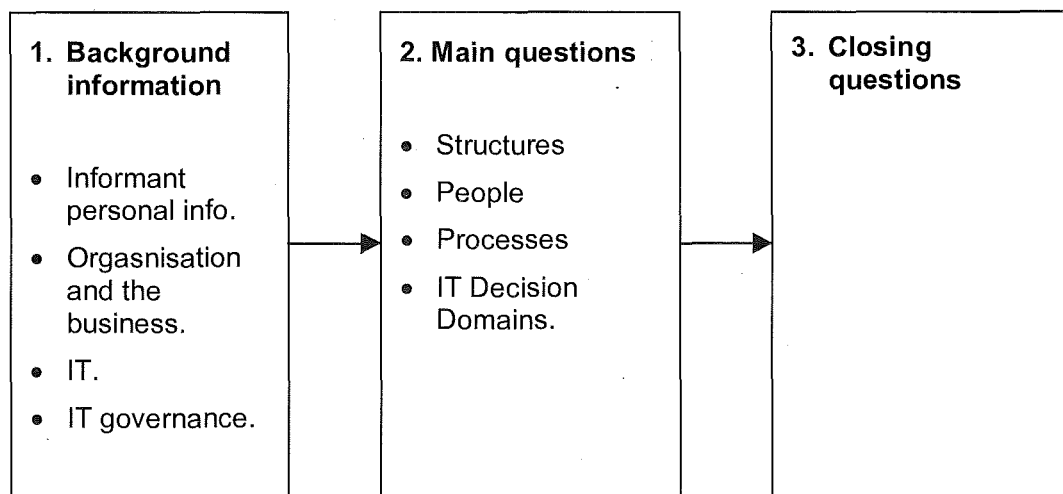 1. Background
information
• Informant
personal info.
• Orgasnisation
and the
business.
• IT.
• IT governance.
2. Main questions
• Structures
• People
• Processes
• IT Decision
Domains.
3. Closing
questions